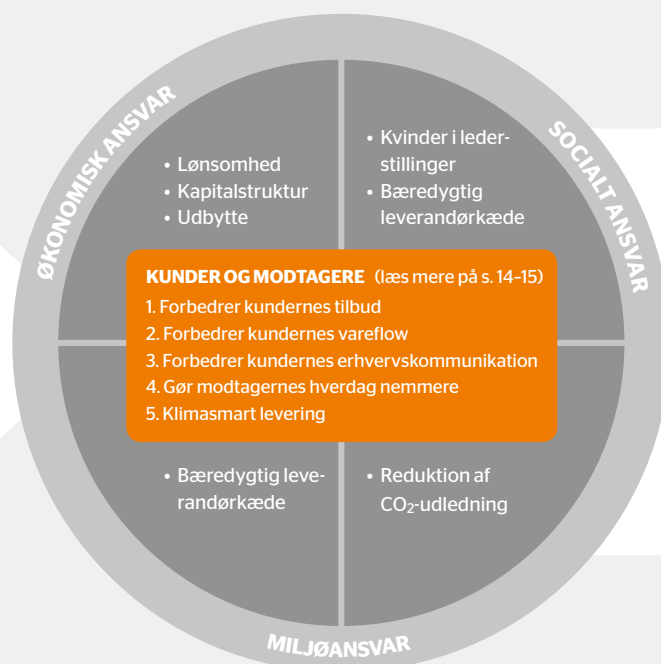 ØKONOMISK ANSVAR
SOCIALT ANSVAR
• Lønsomhed
• Kapitalstruktur
• Udbytte
• Kvinder i leder-
stillinger
• Bæredygtig
leverandørkæde
KUNDER OG MODTAGERE (læs mere på s. 14–15)
1. Forbedrer kundernes tilbud
2. Forbedrer kundernes vareflow
3. Forbedrer kundernes erhvervskommunikation
4. Gør modtagernes hverdag nemmere
5. Klimasmart levering
• Bæredygtig leve-
randørkæde
• Reduktion af
CO₂-udledning
MILJØANSVAR